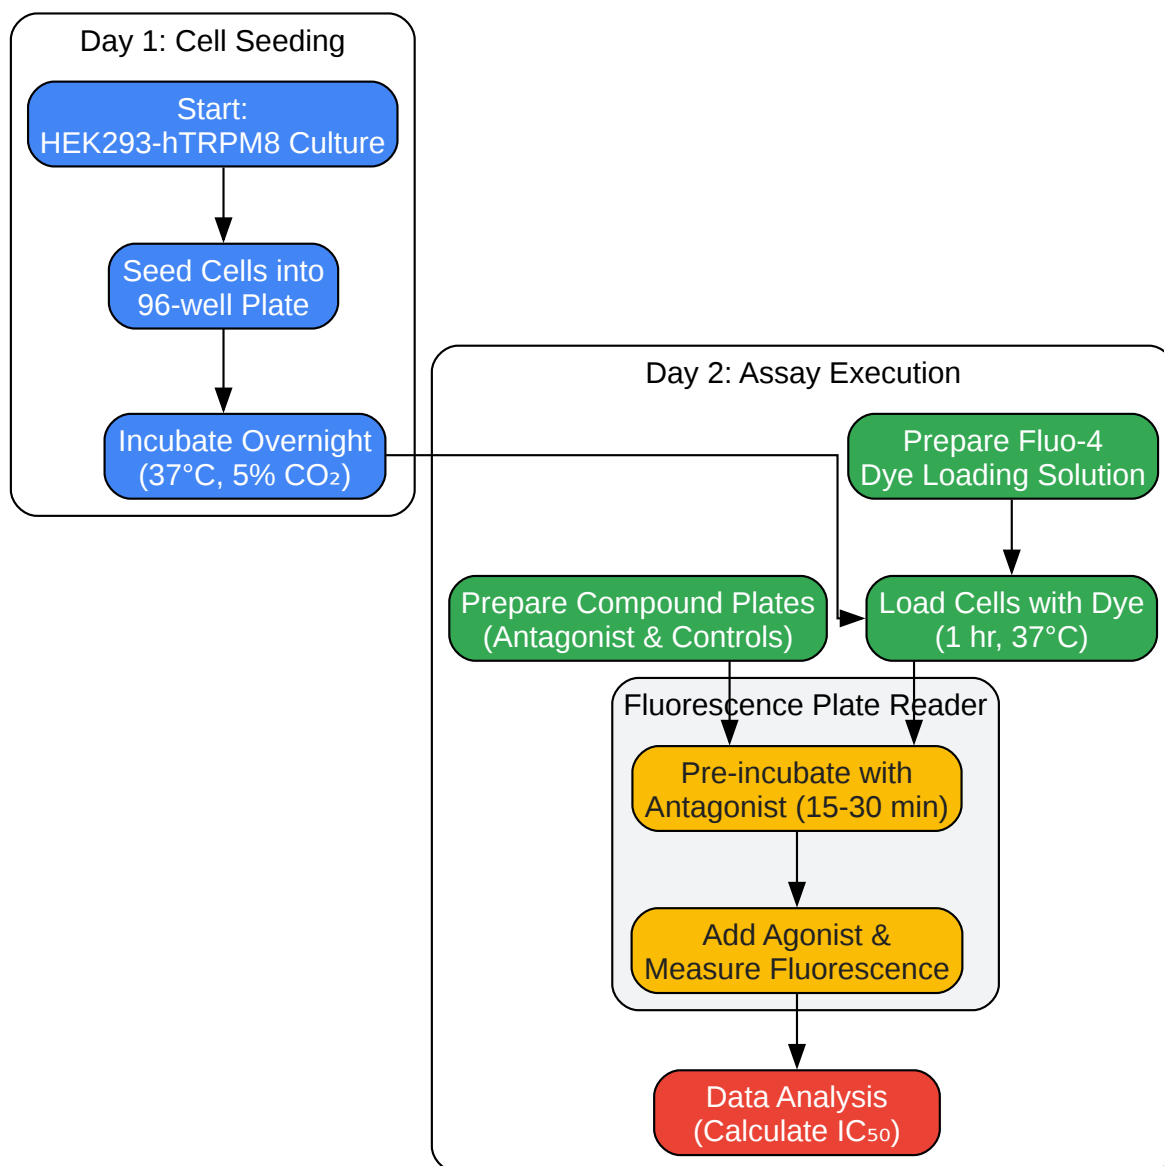 Day 1: Cell Seeding
Start:
HEK293-hTRPM8 Culture
Seed Cells into
96-well Plate
Incubate Overnight
(37°C, 5% CO₂)
Day 2: Assay Execution
Prepare Fluo-4
Dye Loading Solution
Prepare Compound Plates
(Antagonist & Controls)
Load Cells with Dye
(1 hr, 37°C)
Fluorescence Plate Reader
Pre-incubate with
Antagonist (15-30 min)
Add Agonist &
Measure Fluorescence
Data Analysis
(Calculate IC₅₀)